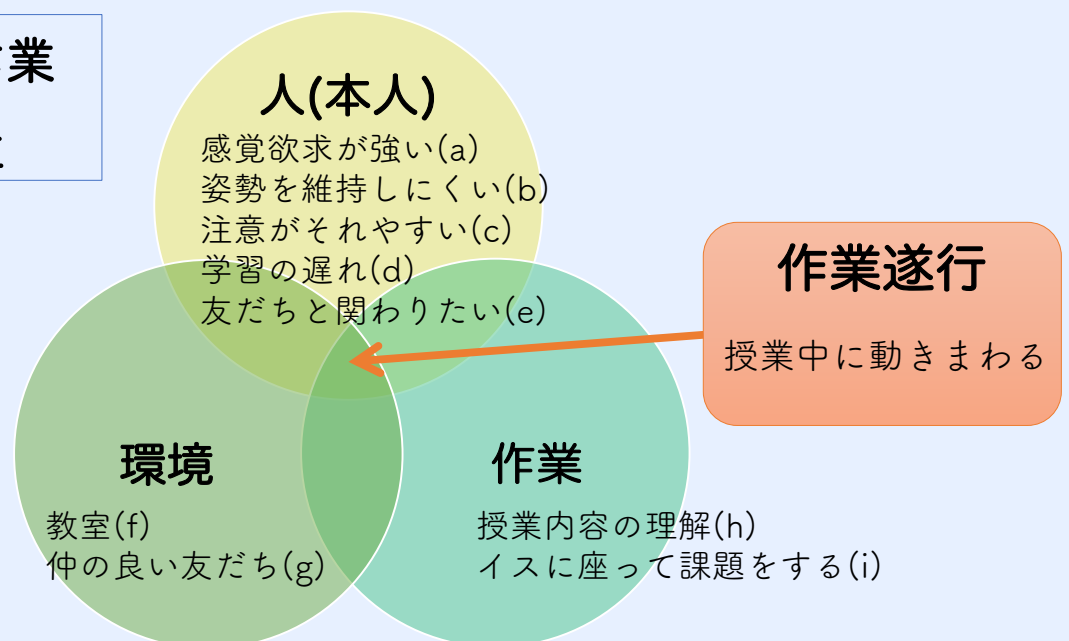 業
人(本人)
感覚欲求が強い(a)
姿勢を維持しにくい(b)
注意がそれやすい(c)
学習の遅れ(d)
友だちと関わりたい(e)
作業遂行
授業中に動きまわる
環境
教室(f)
仲の良い友だち(g)
作業
授業内容の理解(h)
イスに座って課題をする(i)